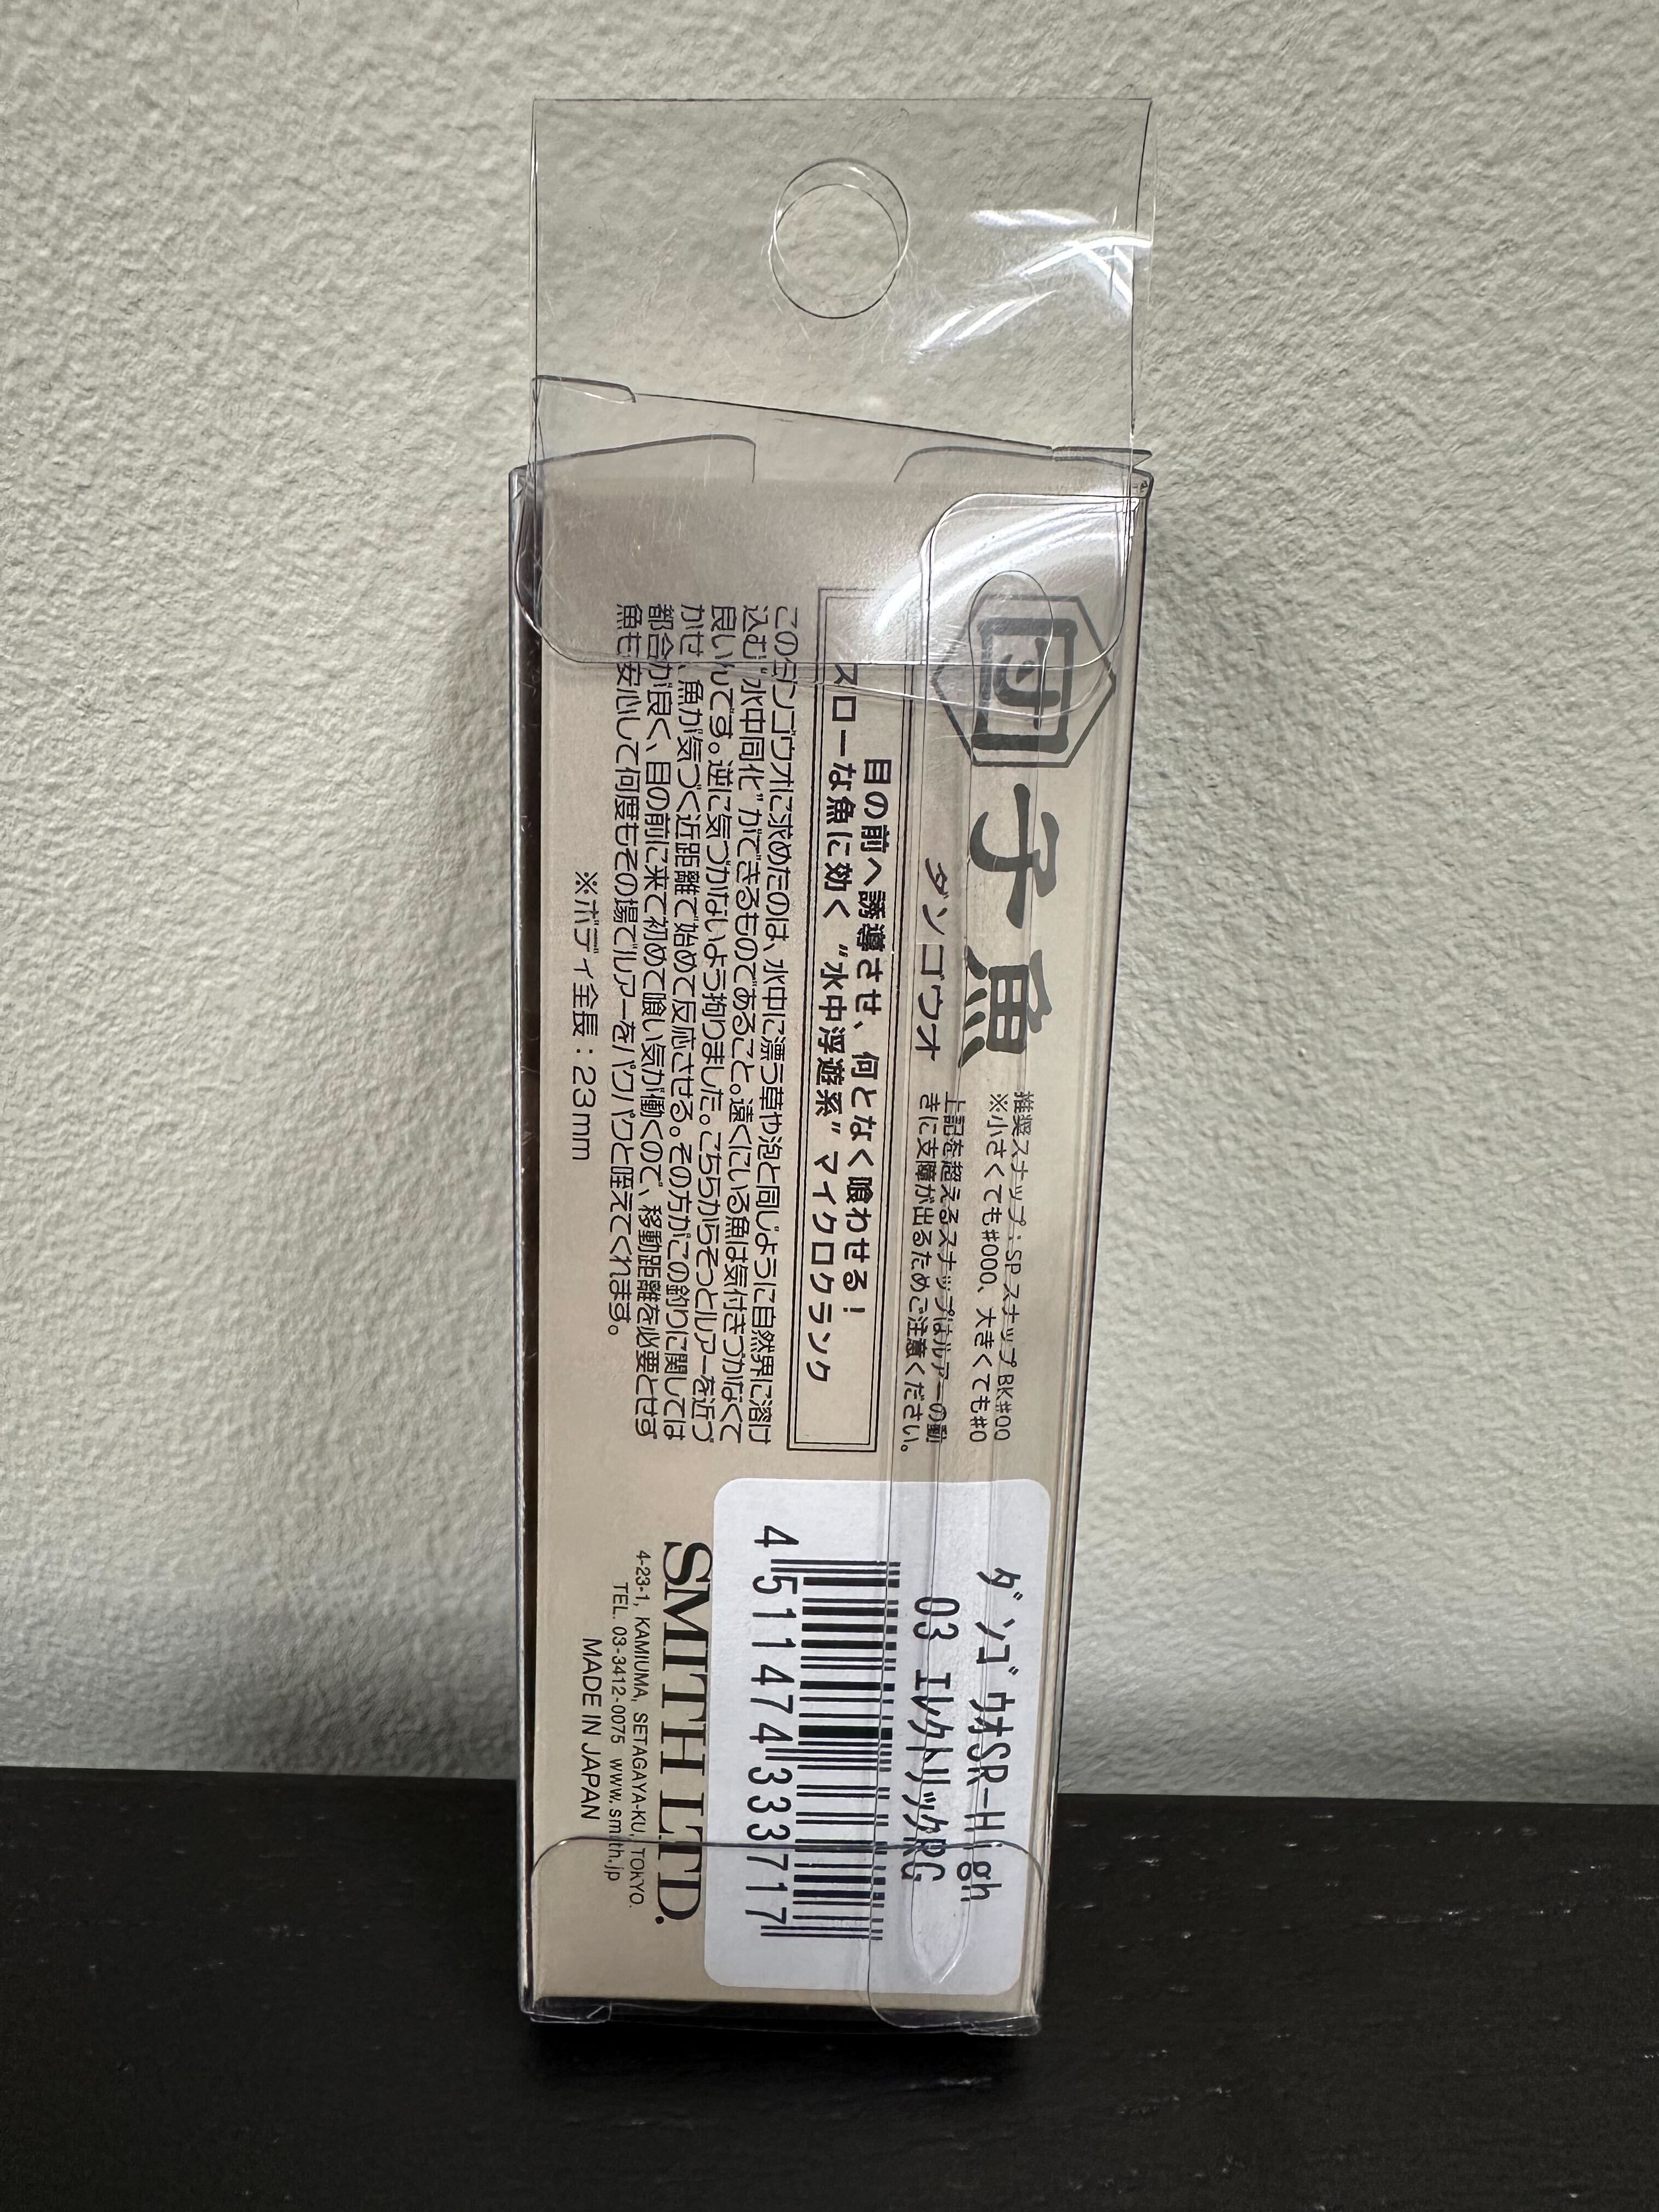 団子魚
ダンゴウオ
推奨スナップ：SPスナップBK#00
※小さくても#000、大きくても#0
上記を超えるスナップはルアーの動
きに支障が出るためご注意ください。
目の前へ誘導させ、何となく喰わせる！
スローな魚に効く “水中浮遊系” マイクロクランク
このダンゴウオに求めたのは、水中に漂う草や泡と同じように自然界に溶け
込む“水中同化”ができるものであること。遠くにいる魚は気付きづかなくて
良いんです。逆に気づかないよう拘りました。こちらからそっとルアーを近づ
かせ、魚が気づく近距離で始めて反応させる。その方がこの釣りに関しては
都合が良く、目の前に来て初めて喰い気が働くので、移動距離を必要とせず
魚も安心して何度もその場でルアーをパクパクと咥えてくれます。
※ボディ全長：23mm
ﾀﾞﾝｺﾞｳｵSR-High
03 ｴﾚｸﾄﾘｯｸRG
4 511474 333717
SMITH LTD.
4-23-1, KAMIUMA, SETAGAYA-KU, TOKYO.
TEL. 03-3412-0075 www.smith.jp
MADE IN JAPAN